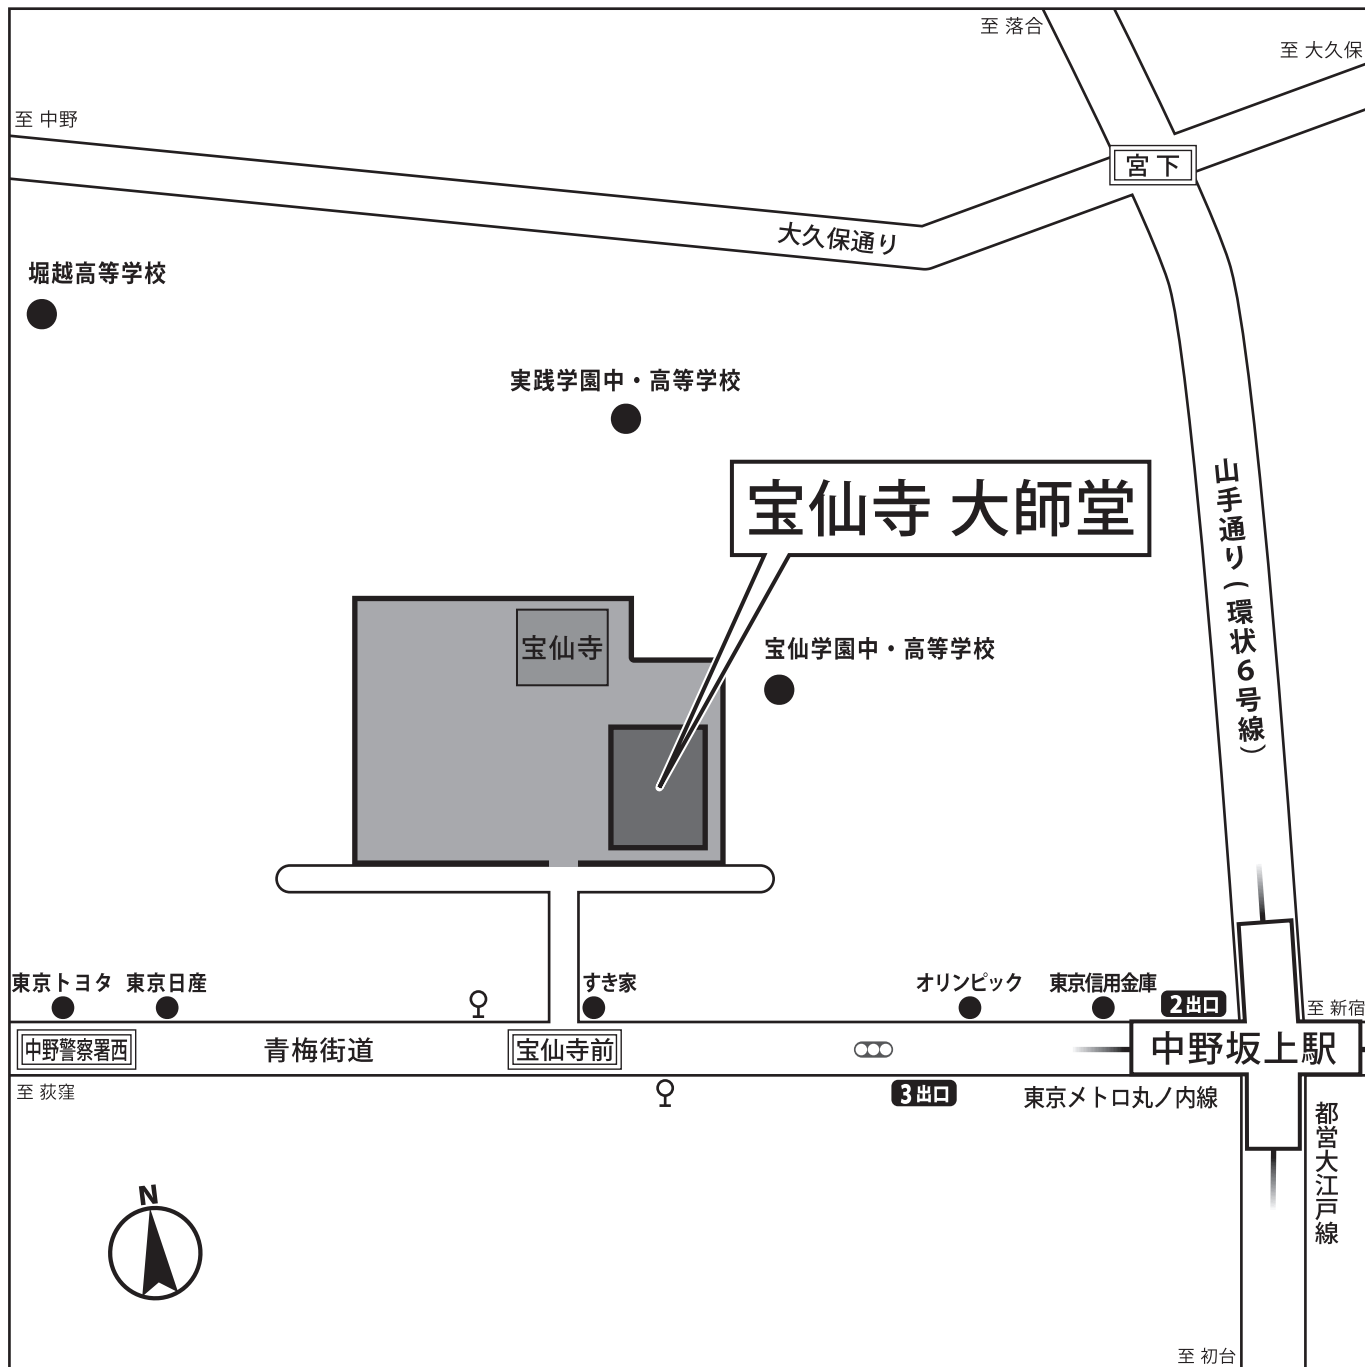 至 落合
至 大久保
至 中野
宮下
大久保通り
堀越高等学校
実践学園中・高等学校
宝仙寺 大師堂
山手通り(環状6号線)
宝仙寺
宝仙学園中・高等学校
東京トヨタ
東京日産
すき家
オリンピック
東京信用金庫
2出口
至 新宿
中野警察署西
青梅街道
宝仙寺前
中野坂上駅
至 荻窪
3出口
東京メトロ丸ノ内線
都営大江戸線
N
至 初台